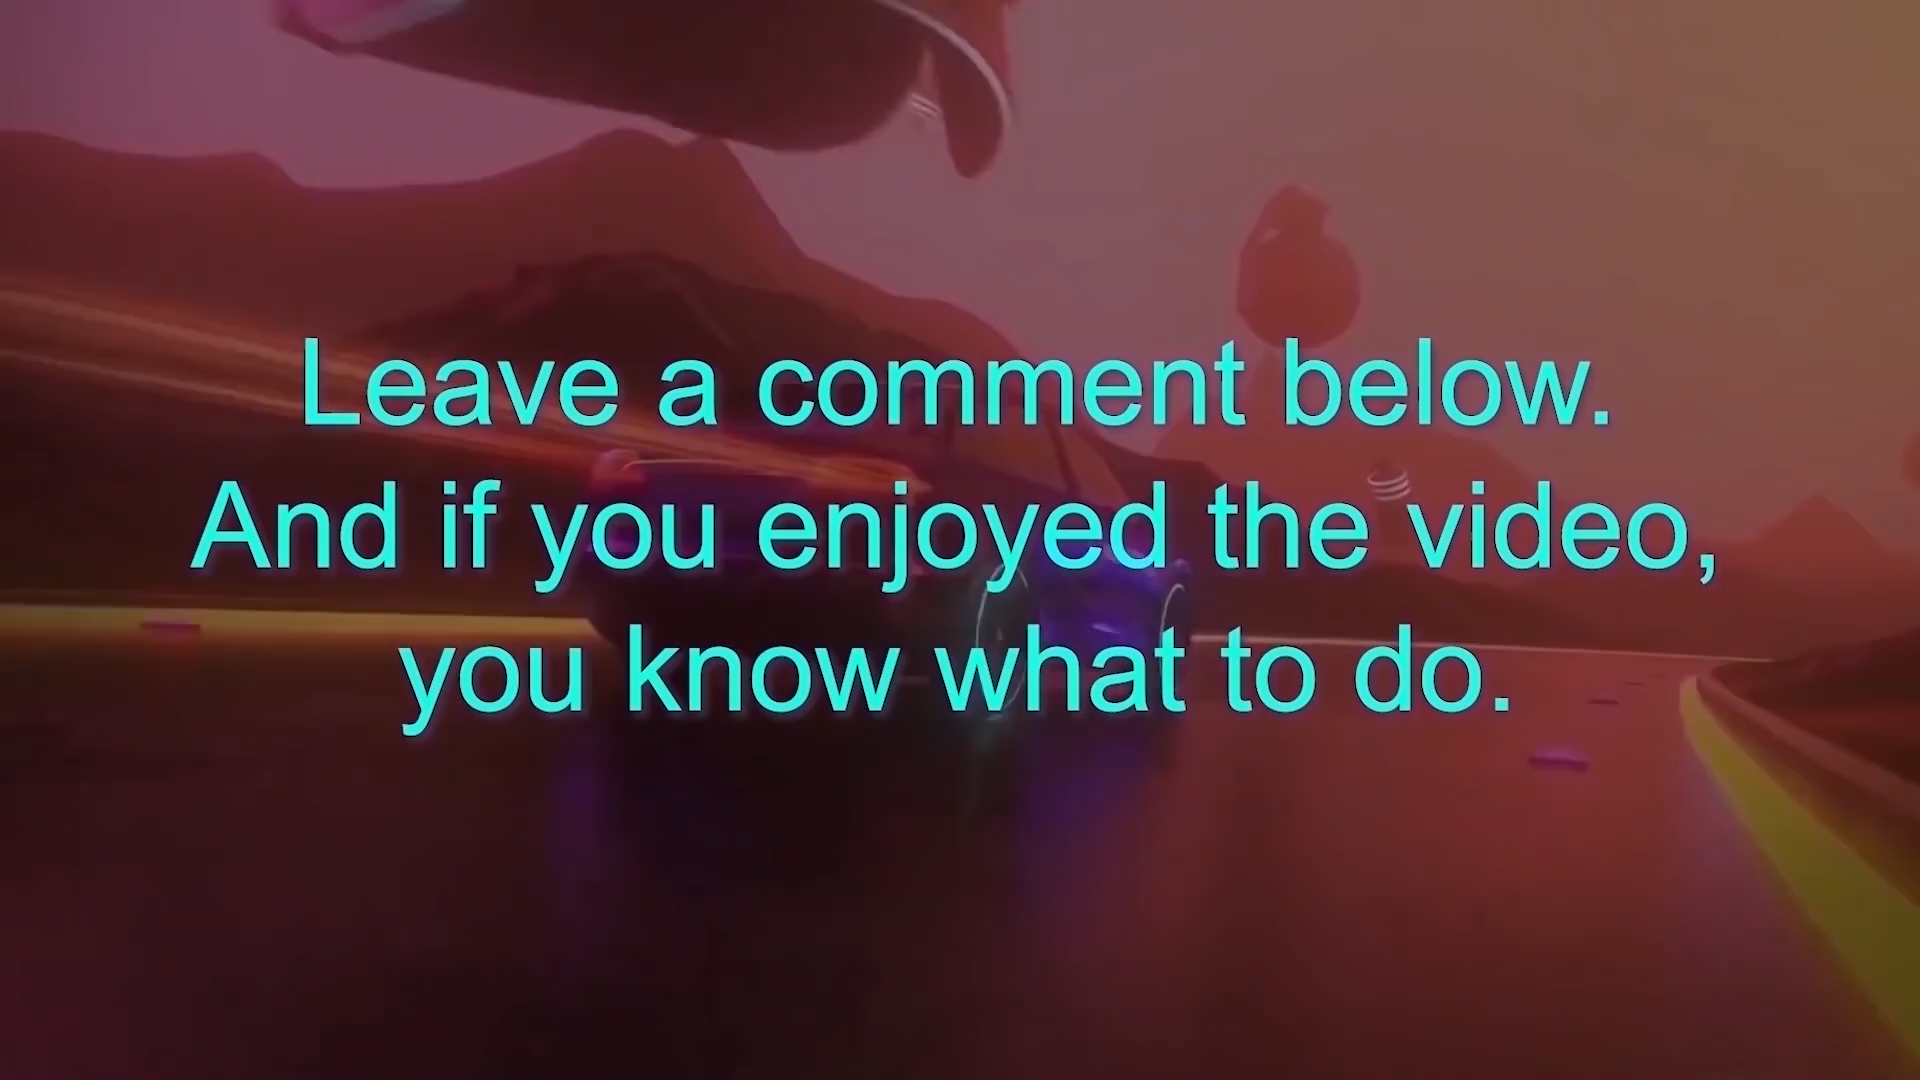 Leave a comment below.
And if you enjoyed the video,
you know what to do.